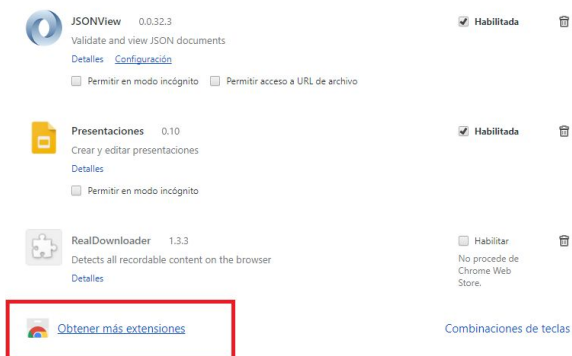 JSONView 0.0.32.3 Habilitada
Validate and view JSON documents
Detalles Configuración
Permitir en modo incógnito Permitir acceso a URL de archivo
Presentaciones 0.10 Habilitada
Crear y editar presentaciones
Detalles
Permitir en modo incógnito
RealDownloader 1.3.3 Habilitar
Detects all recordable content on the browser
Detalles
No procede de
Chrome Web
Store.
Obtener más extensiones Combinaciones de teclas